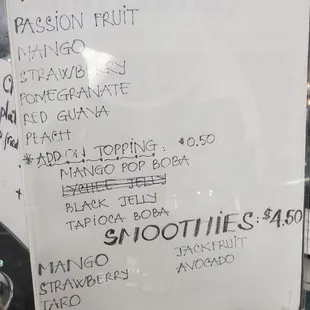 PASSION FRUIT
MANGO
STRAWBERRY
POMEGRANATE
RED GUAVA
PEACH
* ADD ON TOPPING: $0.50
MANGO POP BOBA
LYCHEE JELLY
BLACK JELLY
TAPIOCA BOBA
SMOOTHIES: $4.50
MANGO
STRAWBERRY
TARO
JACKFRUIT
AVOCADO